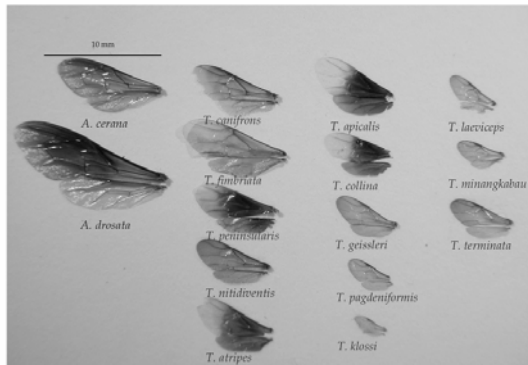 10 mm
A. cerana
A. drosata
T. canifrons
T. fimbriata
T. peninsularis
T. nitidiventis
T. atripes
T. apicalis
T. collina
T. geissleri
T. pagdeniformis
T. klossi
T. laeviceps
T. minangkabau
T. terminata